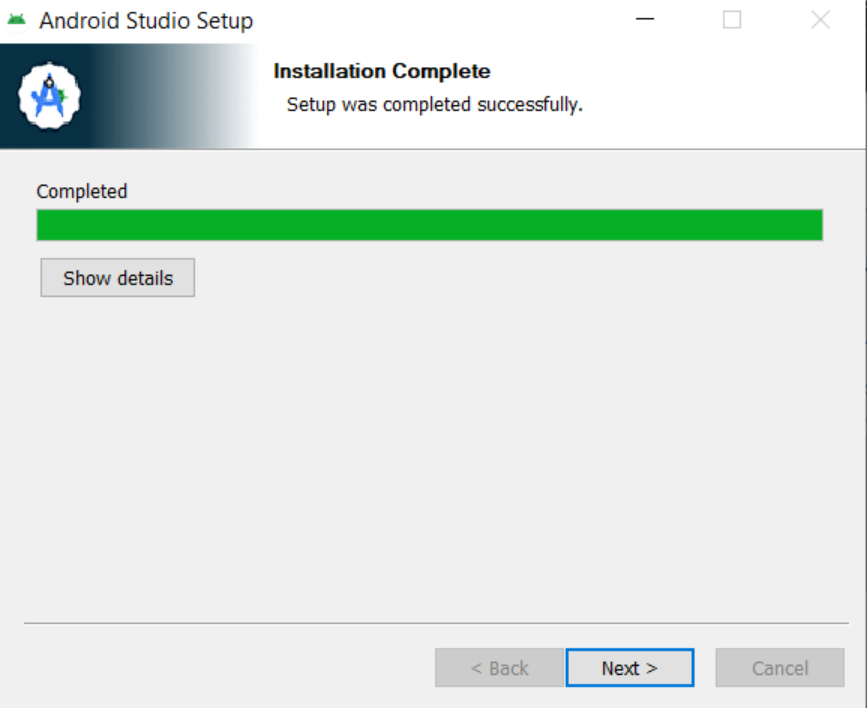 Android Studio Setup
Installation Complete
Setup was completed successfully.
Completed
Show details
< Back
Next >
Cancel